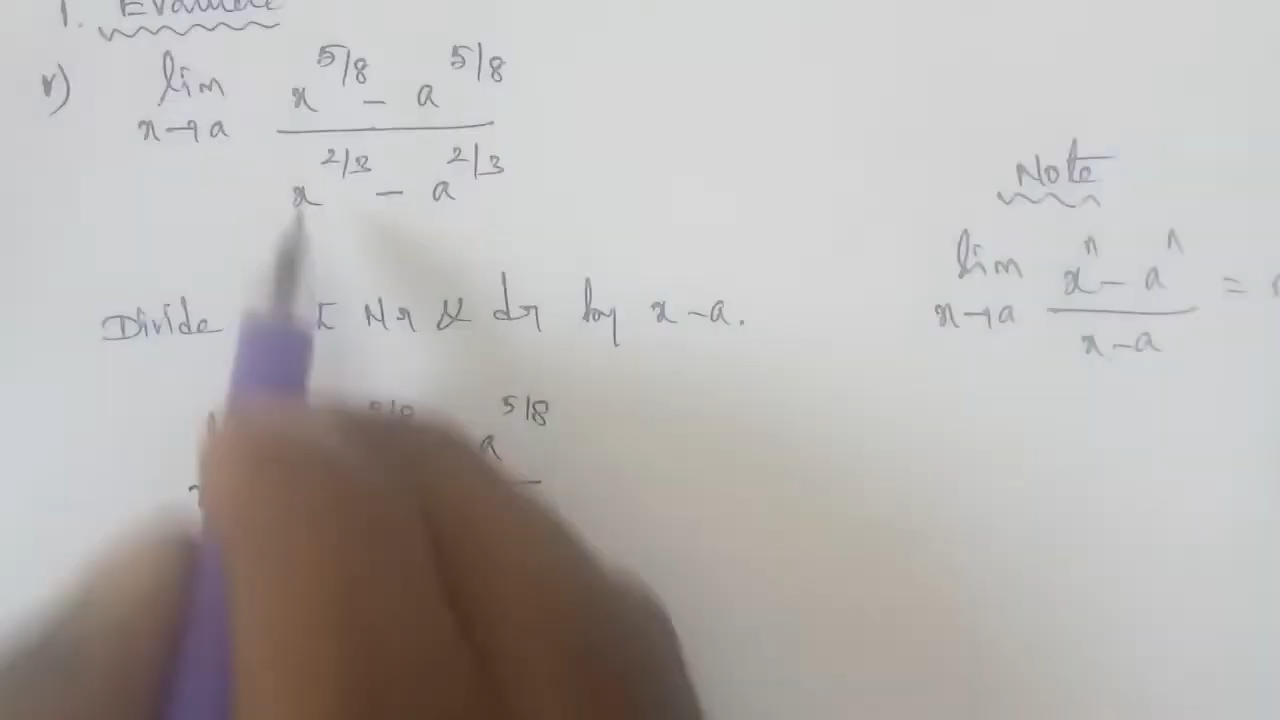 1. Evaluate
v) lim x→a x^5/8 - a^5/8 / x^2/3 - a^2/3
Divide Nr & dr by x-a.
a^5/8
Note
lim x→a x^n - a^n / x-a =